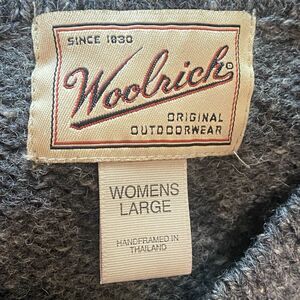 SINCE 1830
Woolrich®
ORIGINAL
OUTDOORWEAR
WOMENS
LARGE
HANDFRAMED IN
THAILAND